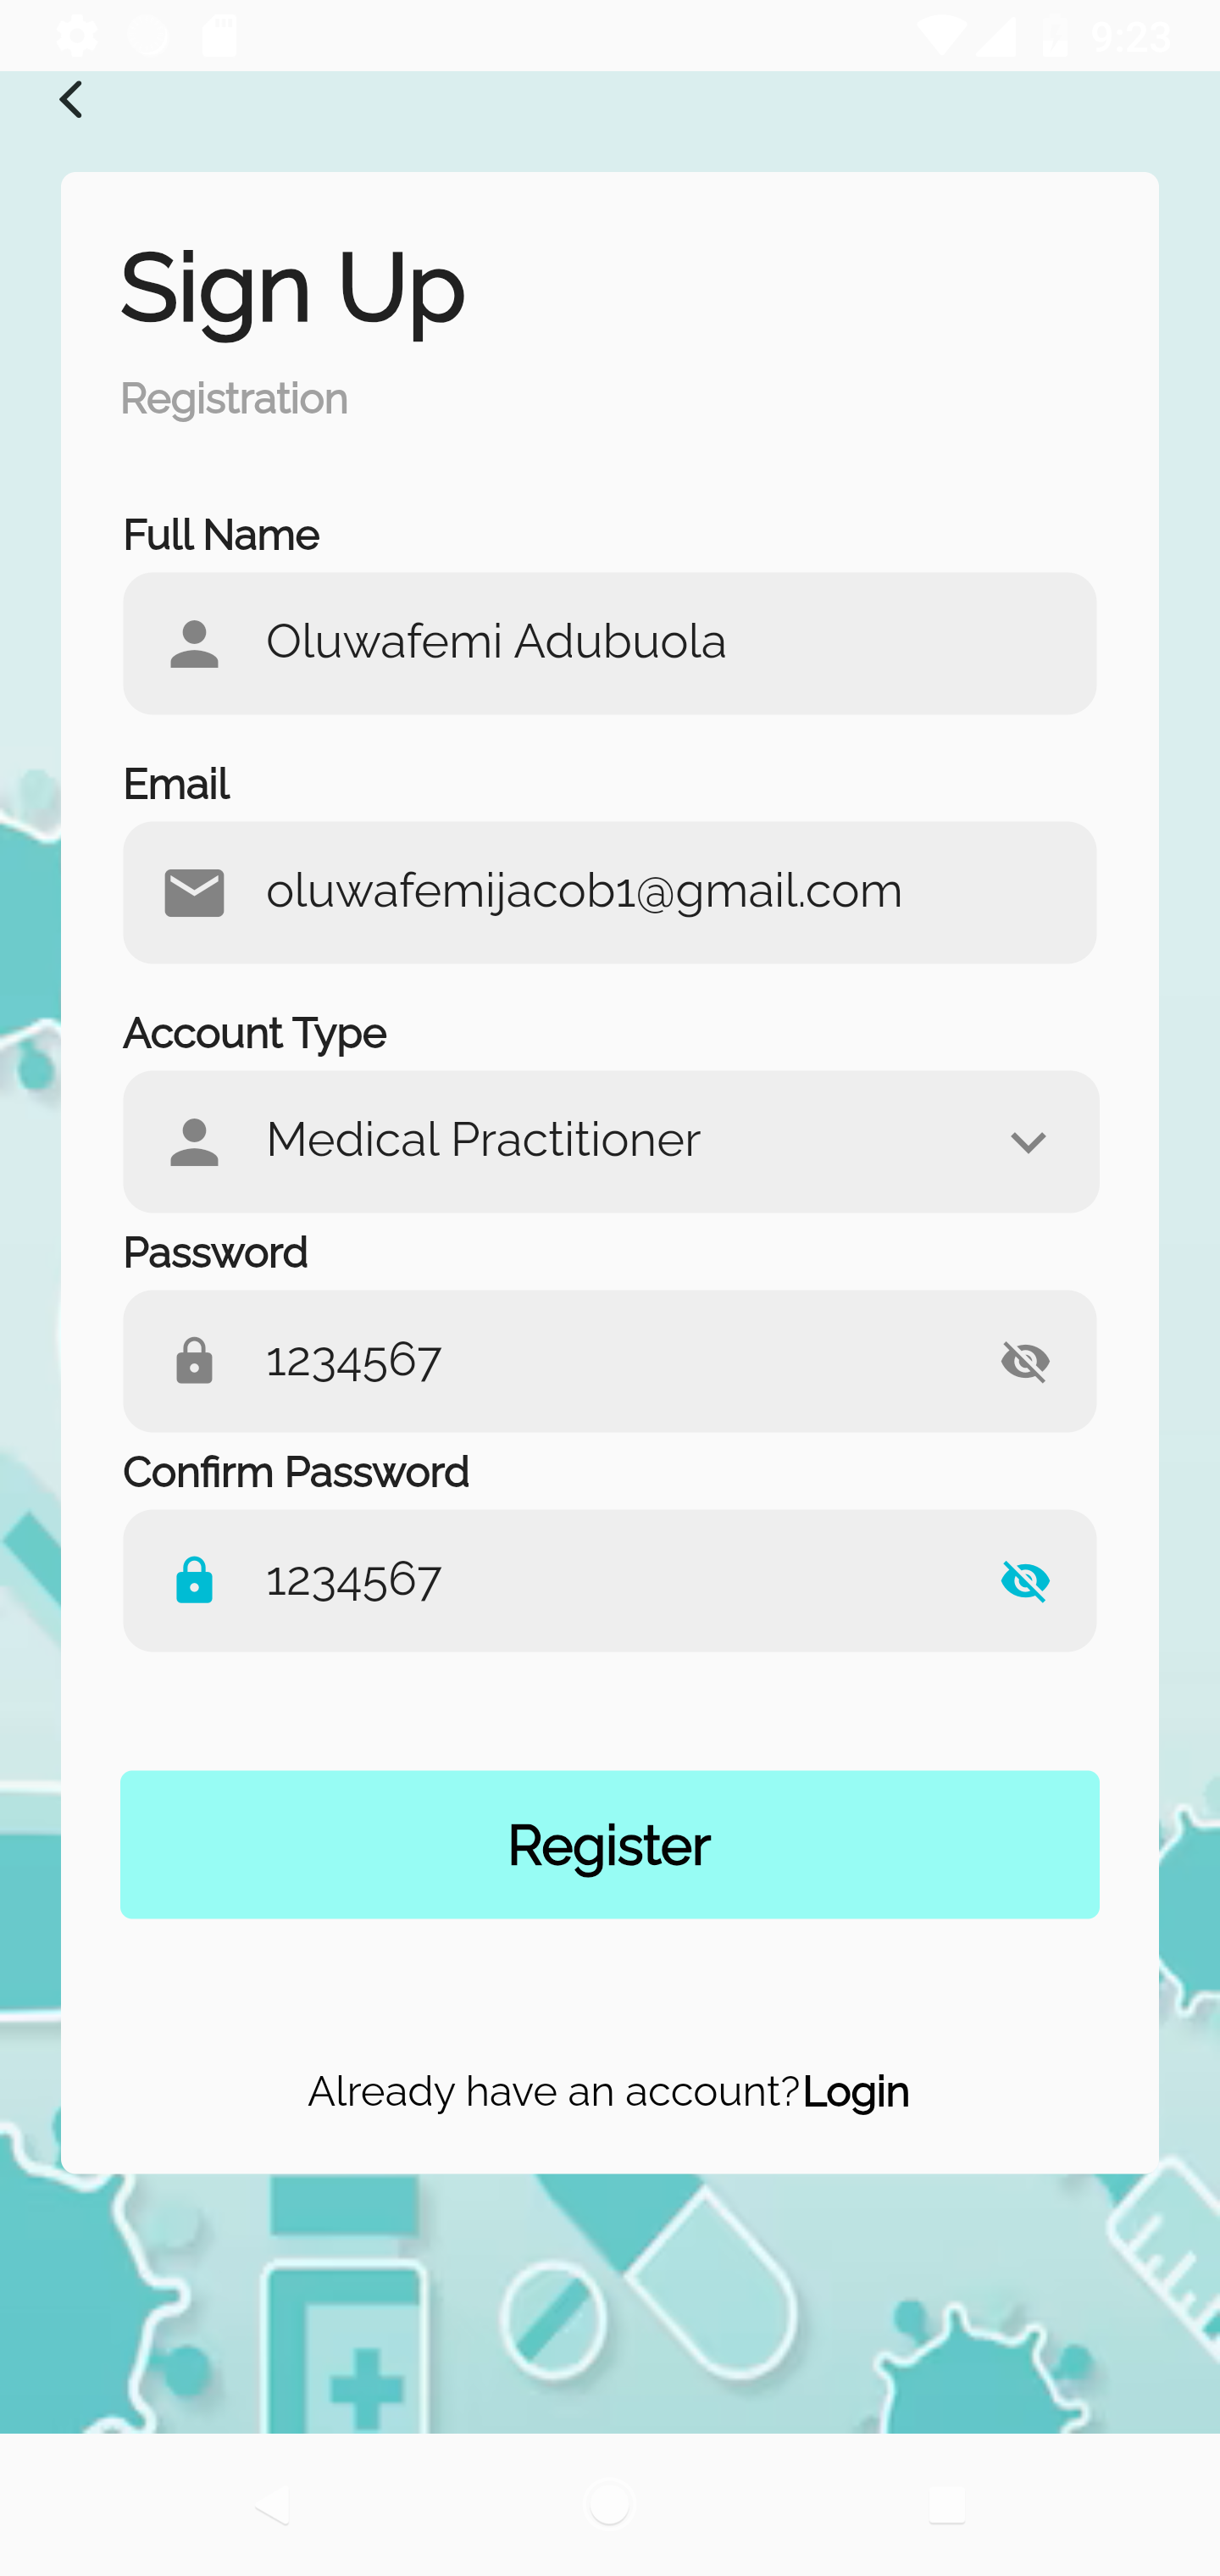 9:23
Sign Up
Registration
Full Name
Oluwafemi Adubuola
Email
oluwafemijacob1@gmail.com
Account Type
Medical Practitioner
Password
1234567
Confirm Password
1234567
Register
Already have an account?Login